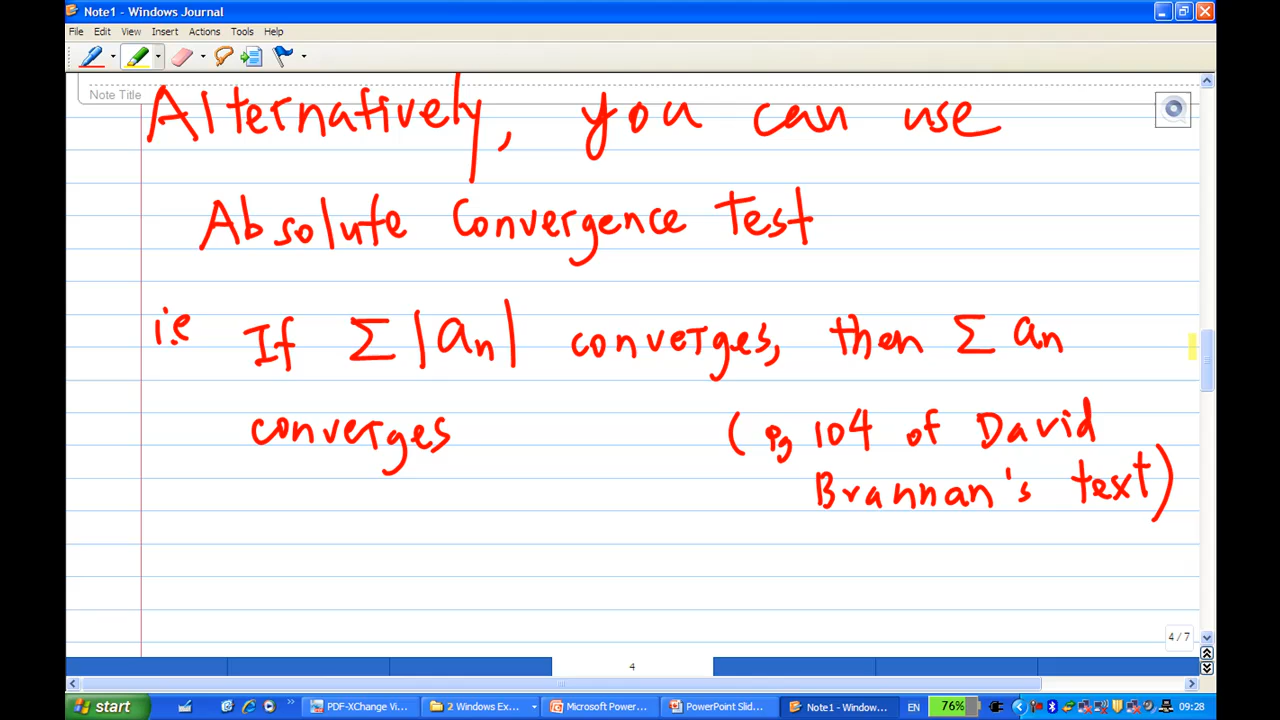 Note1 - Windows Journal
File Edit View Insert Actions Tools Help
Note Title
Alternatively, you can use
Absolute Convergence Test
i.e If Σ |an| converges, then Σ an
converges (pg 104 of David
Brannan's text)
4 / 7
4
start PDF-XChange Vi... 2 Windows Ex... Microsoft Power... PowerPoint Slid... Note1 - Window... EN 76% 09:28